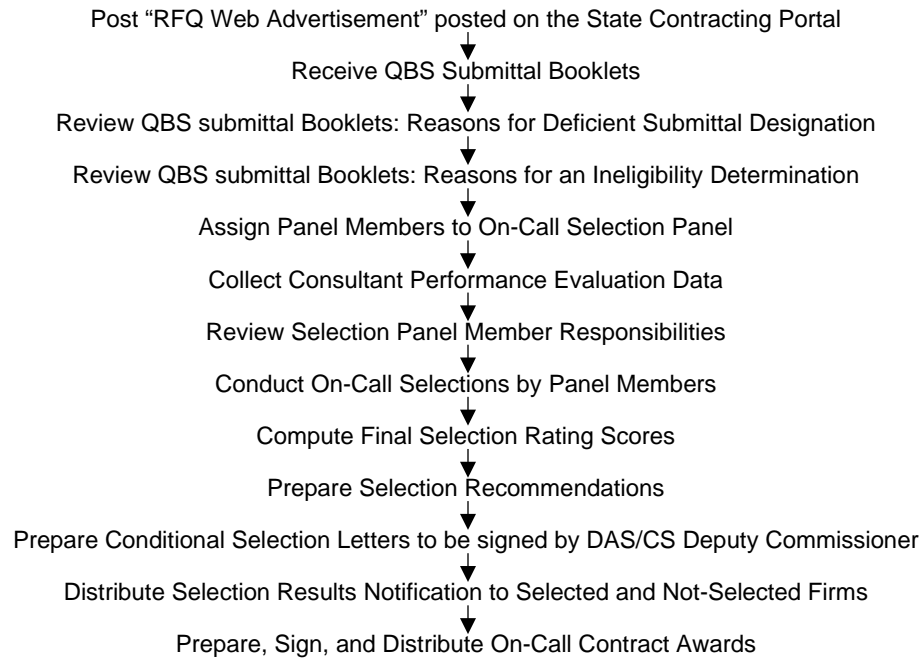 Post “RFQ Web Advertisement” posted on the State Contracting Portal
Receive QBS Submittal Booklets
Review QBS submittal Booklets: Reasons for Deficient Submittal Designation
Review QBS submittal Booklets: Reasons for an Ineligibility Determination
Assign Panel Members to On-Call Selection Panel
Collect Consultant Performance Evaluation Data
Review Selection Panel Member Responsibilities
Conduct On-Call Selections by Panel Members
Compute Final Selection Rating Scores
Prepare Selection Recommendations
Prepare Conditional Selection Letters to be signed by DAS/CS Deputy Commissioner
Distribute Selection Results Notification to Selected and Not-Selected Firms
Prepare, Sign, and Distribute On-Call Contract Awards